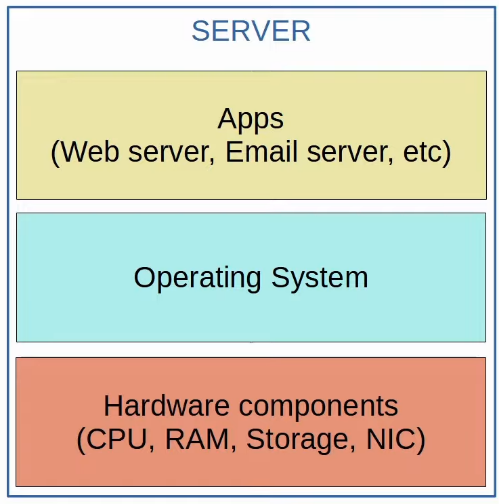 SERVER
Apps
(Web server, Email server, etc)
Operating System
Hardware components
(CPU, RAM, Storage, NIC)